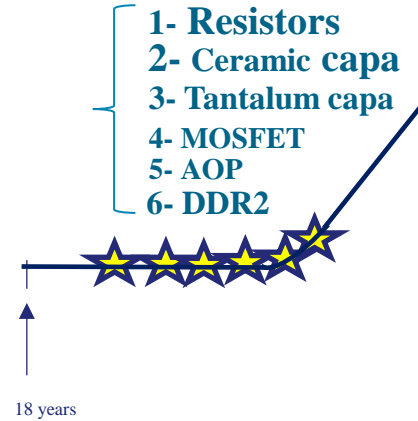 1- Resistors
2- Ceramic capa
3- Tantalum capa
4- MOSFET
5- AOP
6- DDR2
18 years